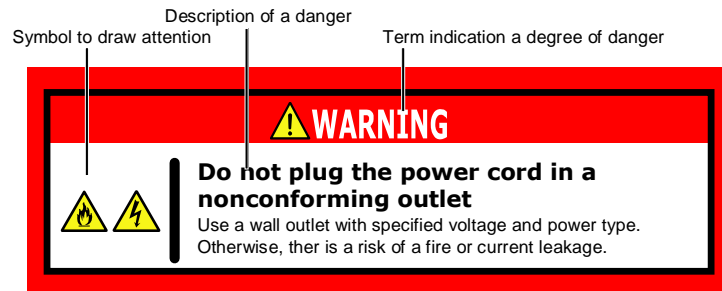 Description of a danger
Symbol to draw attention
Term indication a degree of danger
WARNING
Do not plug the power cord in a
nonconforming outlet
Use a wall outlet with specified voltage and power type.
Otherwise, ther is a risk of a fire or current leakage.